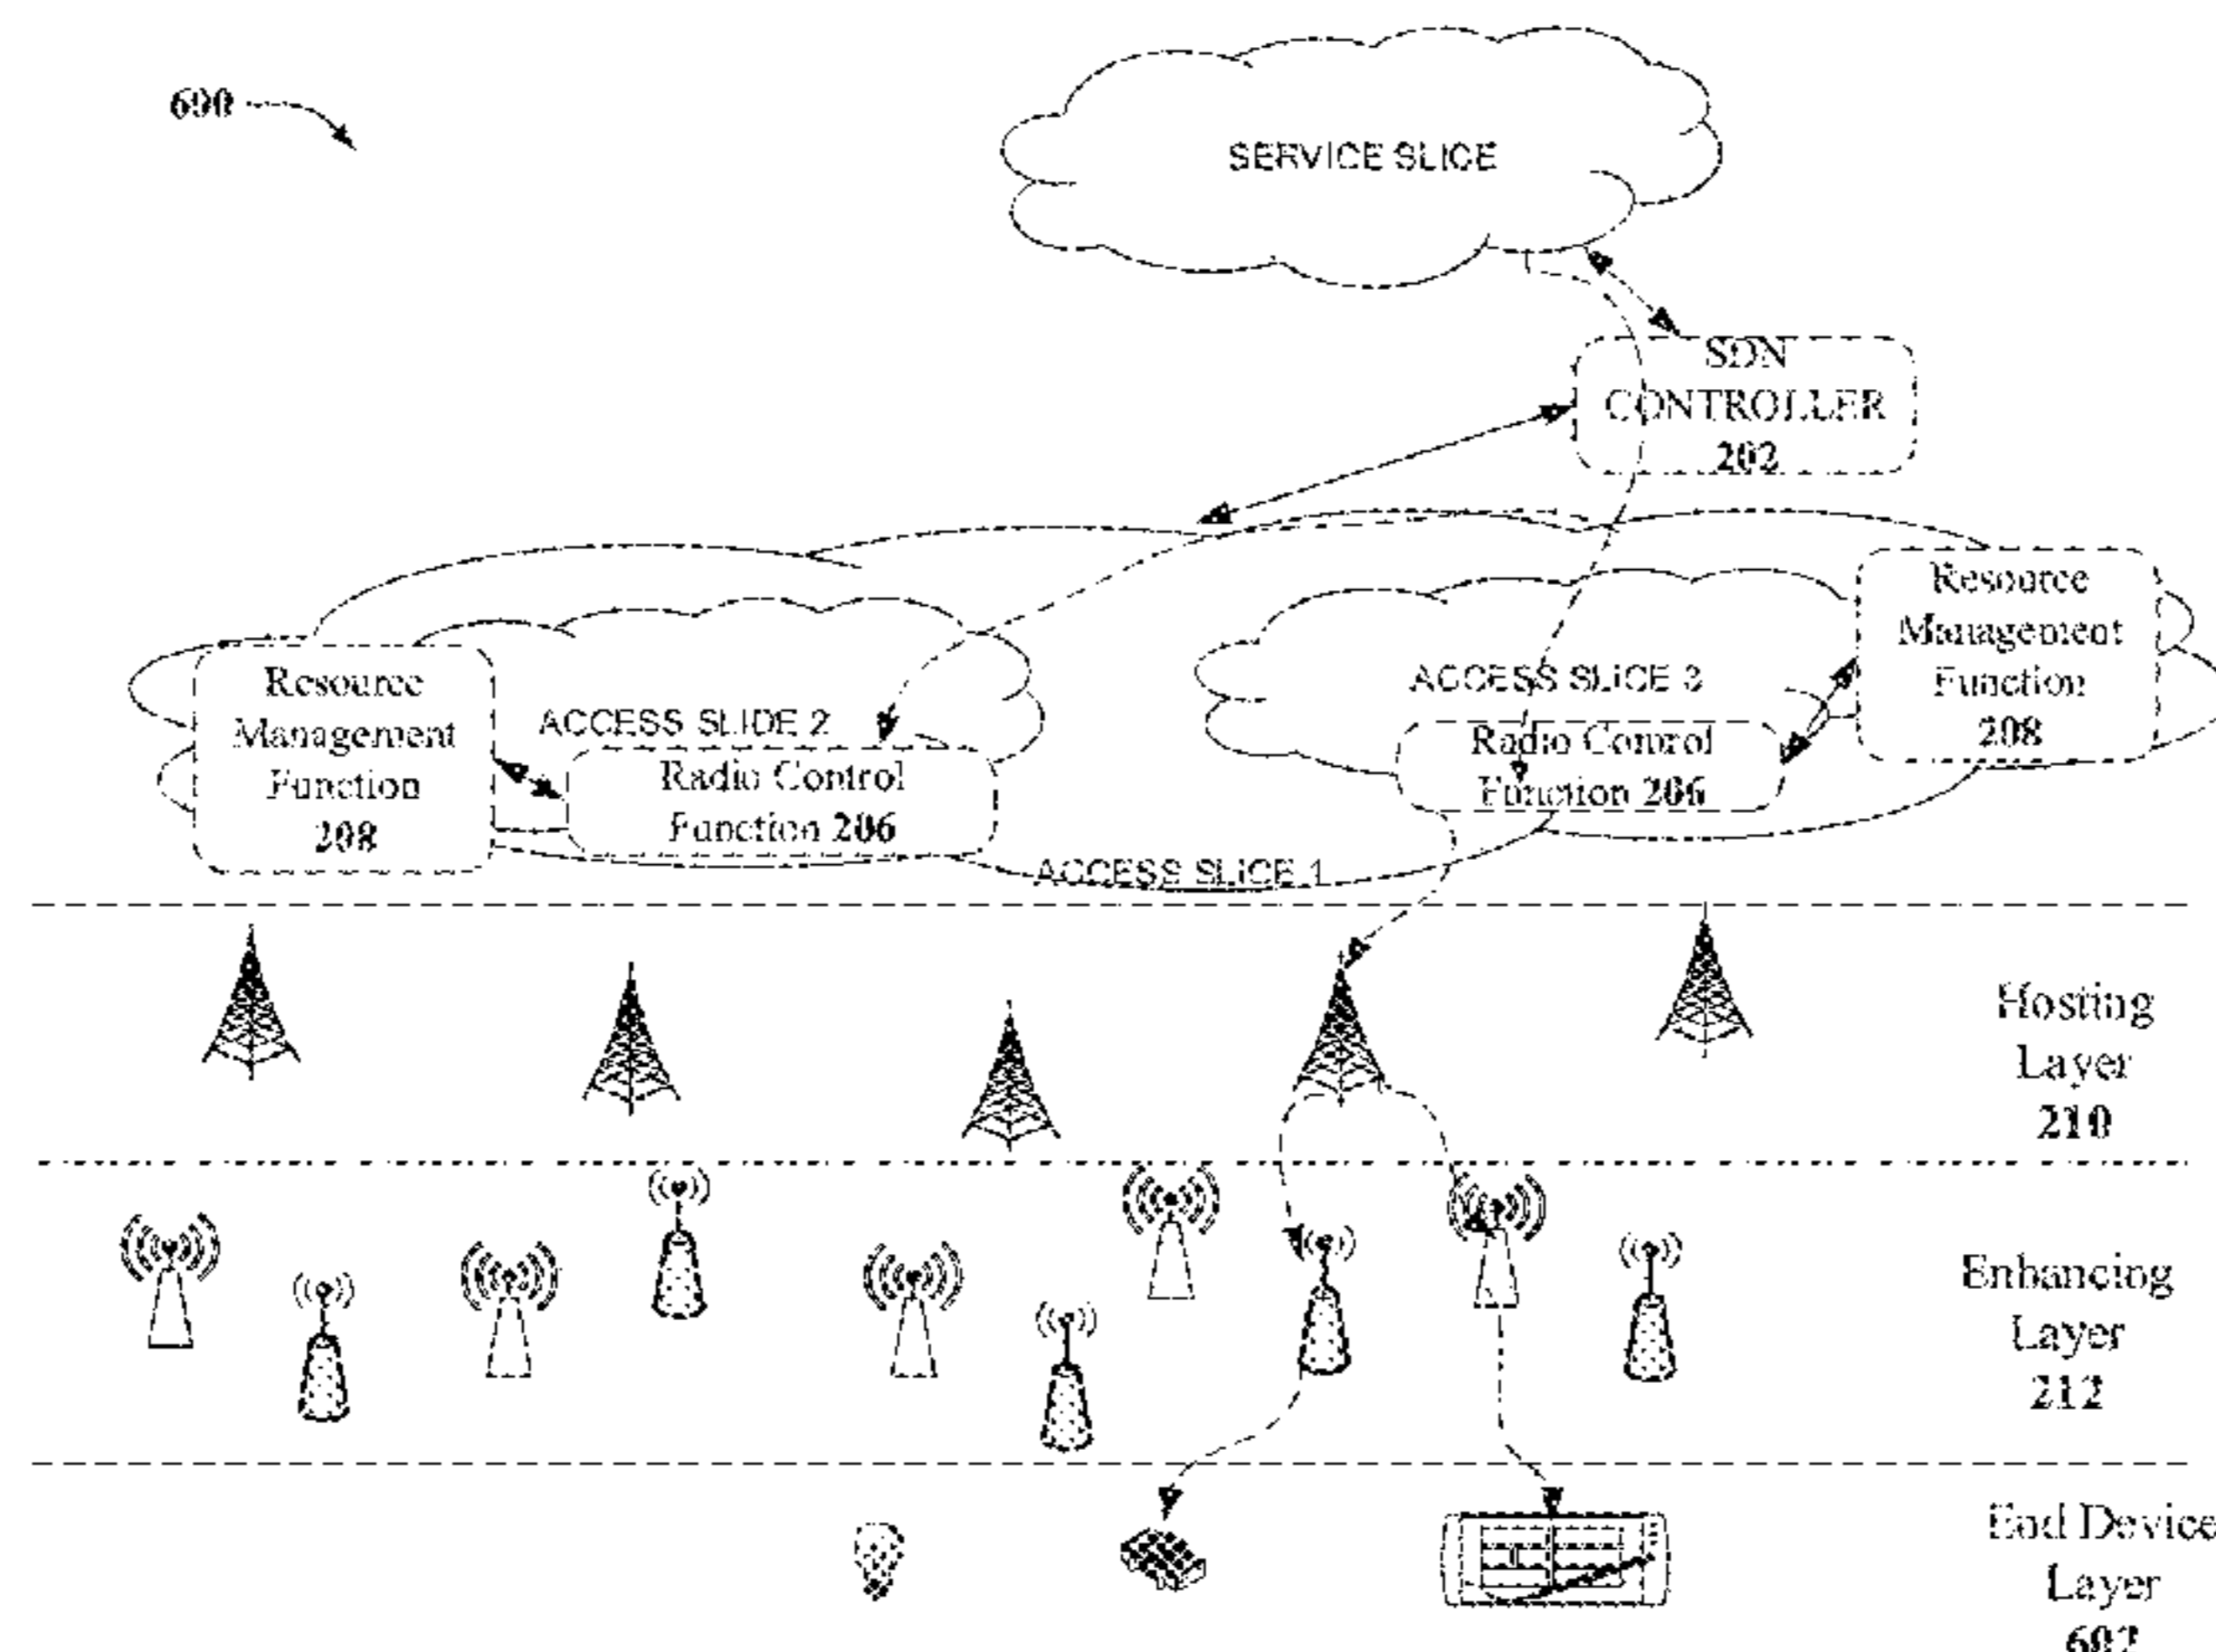 600
SERVICE SLICE
SDN
CONTROLLER
202
Resource
Management
Function
208
ACCESS SLICE 3
Radio Control
Function 206
Resource
Management
Function
208
ACCESS SLIDE 2
Radio Control
Function 206
ACCESS SLICE 1
Hosting
Layer
210
Enhancing
Layer
212
End Device
Layer
602